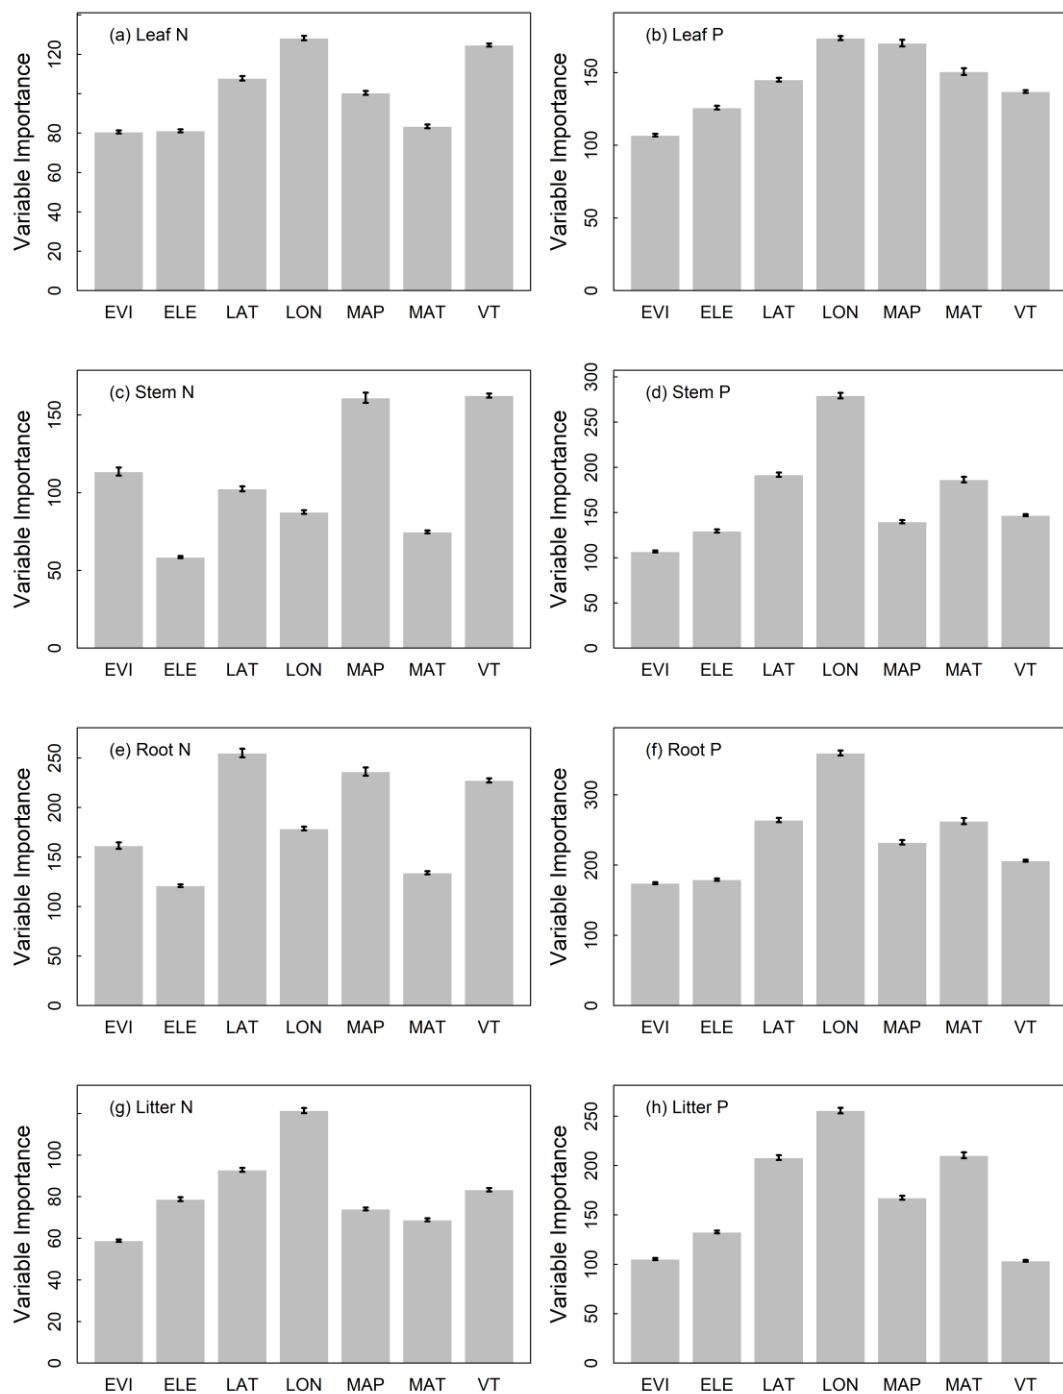 (a) Leaf N
Variable Importance
0 20 40 60 80 120
EVI ELE LAT LON MAP MAT VT
(b) Leaf P
Variable Importance
0 50 100 150
EVI ELE LAT LON MAP MAT VT
(c) Stem N
Variable Importance
0 50 100 150
EVI ELE LAT LON MAP MAT VT
(d) Stem P
Variable Importance
0 50 100 150 200 250 300
EVI ELE LAT LON MAP MAT VT
(e) Root N
Variable Importance
0 50 100 150 200 250
EVI ELE LAT LON MAP MAT VT
(f) Root P
Variable Importance
0 100 200 300
EVI ELE LAT LON MAP MAT VT
(g) Litter N
Variable Importance
0 20 40 60 80 100
EVI ELE LAT LON MAP MAT VT
(h) Litter P
Variable Importance
0 50 100 150 200 250
EVI ELE LAT LON MAP MAT VT